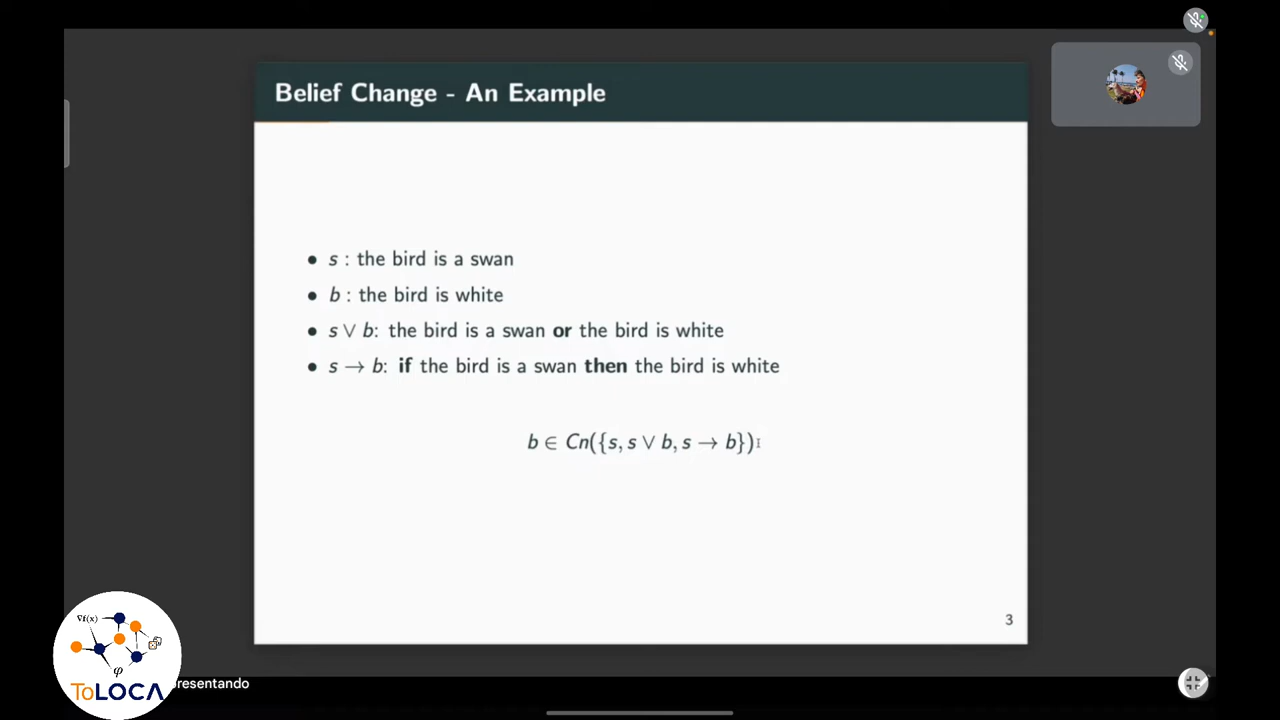 Belief Change - An Example
• s : the bird is a swan
• b : the bird is white
• s ∨ b: the bird is a swan or the bird is white
• s → b: if the bird is a swan then the bird is white
b ∈ Cn({s, s ∨ b, s → b})
3
∇f(x)
φ
ToLOCA
presentando